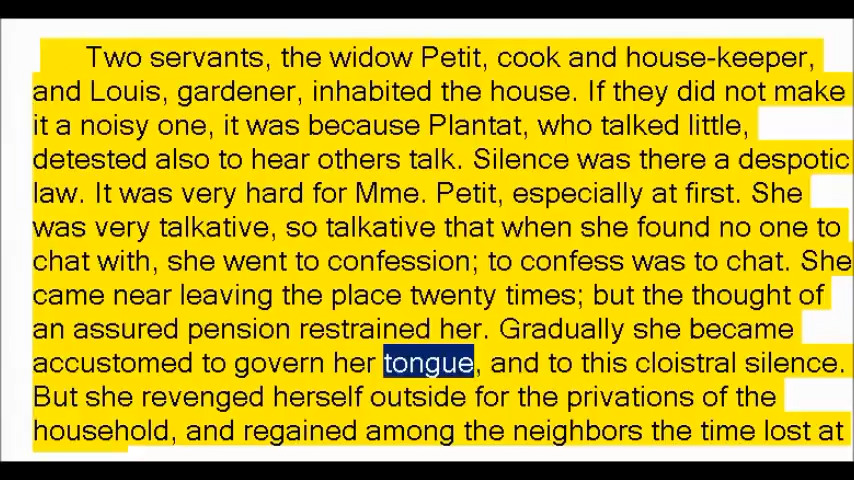 Two servants, the widow Petit, cook and house-keeper,
and Louis, gardener, inhabited the house. If they did not make
it a noisy one, it was because Plantat, who talked little,
detested also to hear others talk. Silence was there a despotic
law. It was very hard for Mme. Petit, especially at first. She
was very talkative, so talkative that when she found no one to
chat with, she went to confession; to confess was to chat. She
came near leaving the place twenty times; but the thought of
an assured pension restrained her. Gradually she became
accustomed to govern her tongue, and to this cloistral silence.
But she revenged herself outside for the privations of the
household, and regained among the neighbors the time lost at